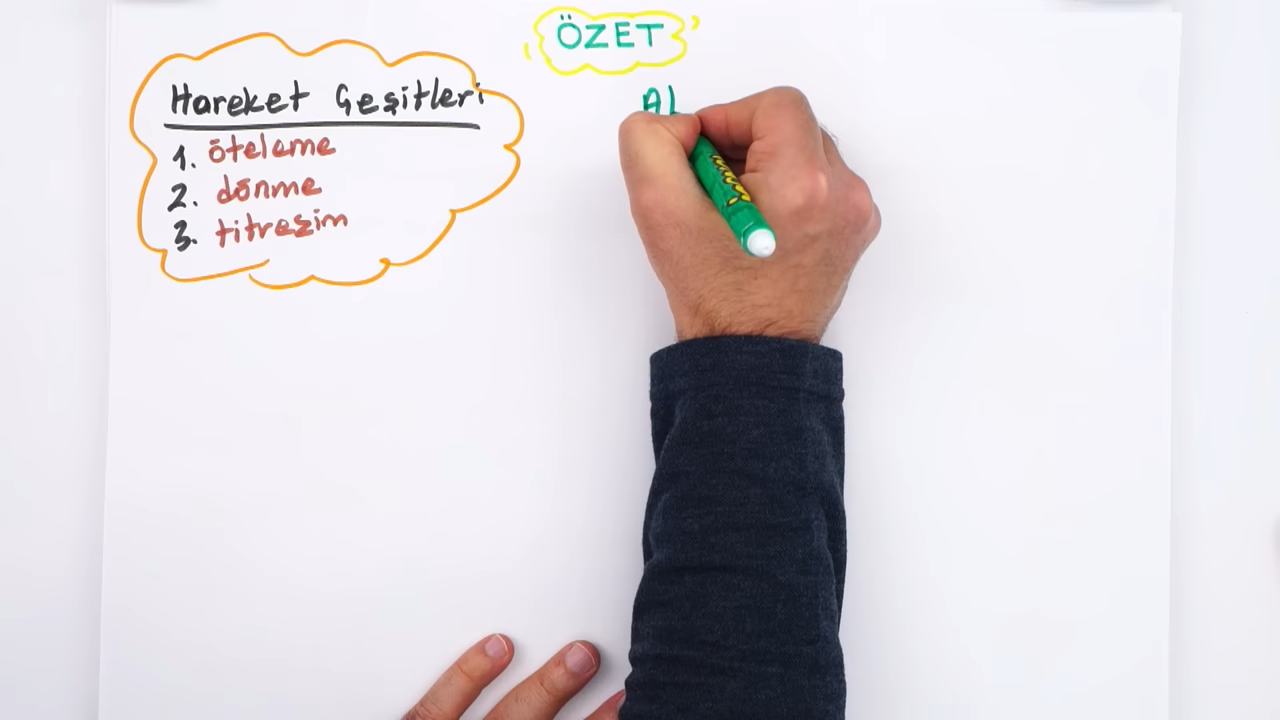 ÖZET
Hareket Çeşitleri
1. öteleme
2. dönme
3. titreşim